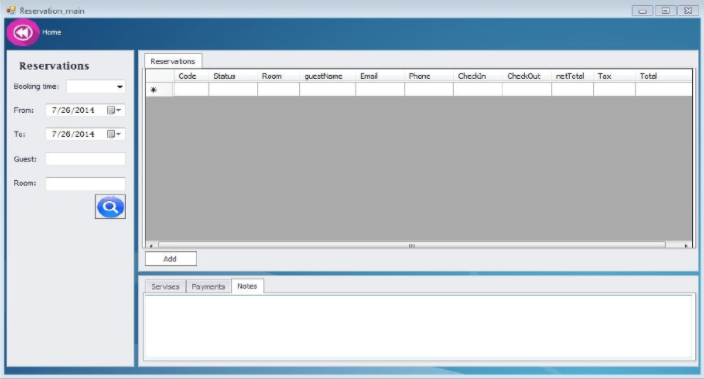 Reservation_main
Home
Reservations
Booking time:
From: 7/26/2014
To: 7/26/2014
Guest:
Room:
Reservations
Code Status Room guestName Email Phone CheckIn CheckOut netTotal Tax Total
Add
Servises Payments Notes